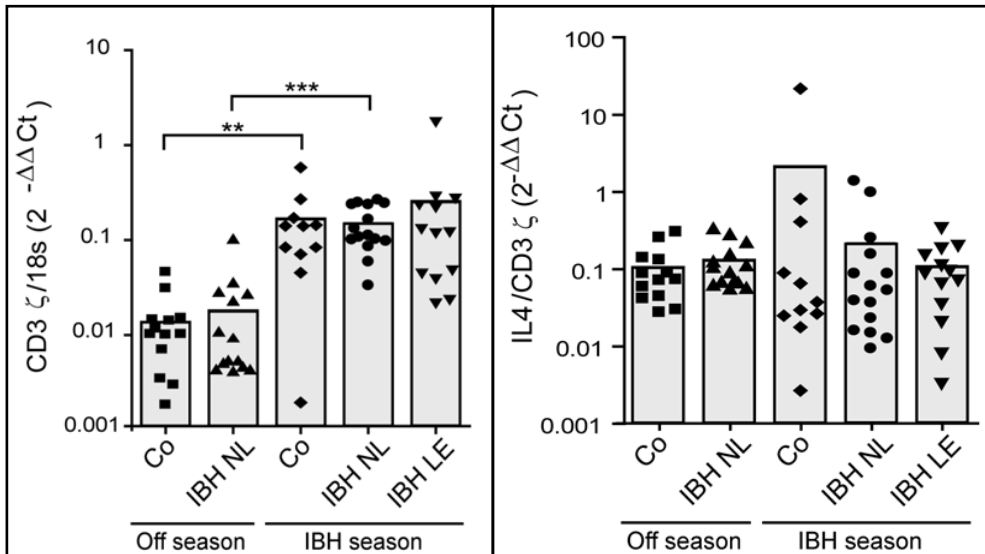 CD3 ζ/18s (2 -ΔΔCt)
10
1
0.1
0.01
0.001
**
***
Co
IBH NL
Co
IBH NL
IBH LE
Off season
IBH season
IL4/CD3 ζ (2-ΔΔCt)
100
10
1
0.1
0.01
0.001
Co
IBH NL
Co
IBH NL
IBH LE
Off season
IBH season